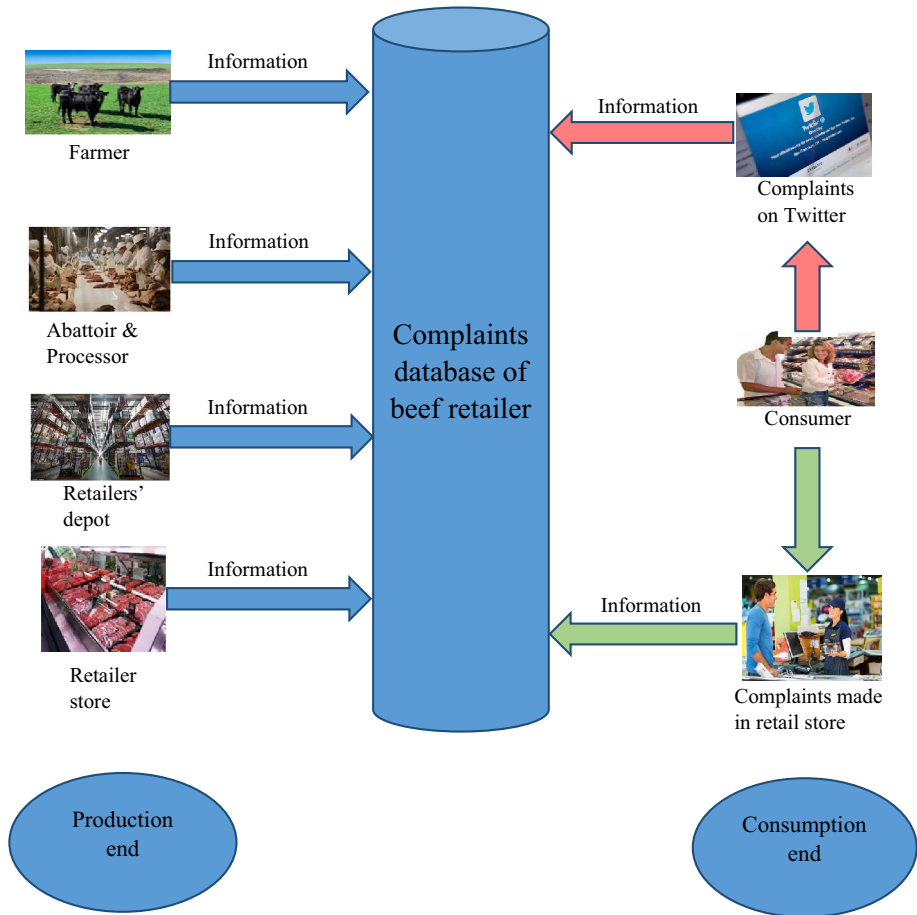 Information
Farmer
Information
Abattoir &
Processor
Information
Retailers’
depot
Information
Retailer
store
Complaints
database of
beef retailer
Information
Complaints
on Twitter
Consumer
Information
Complaints made
in retail store
Production
end
Consumption
end